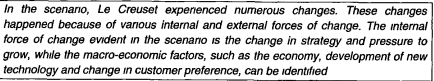 In the scenario, Le Creuset experienced numerous changes. These changes
happened because of various internal and external forces of change. The internal
force of change evident in the scenario is the change in strategy and pressure to
grow, while the macro-economic factors, such as the economy, development of new
technology and change in customer preference, can be identified